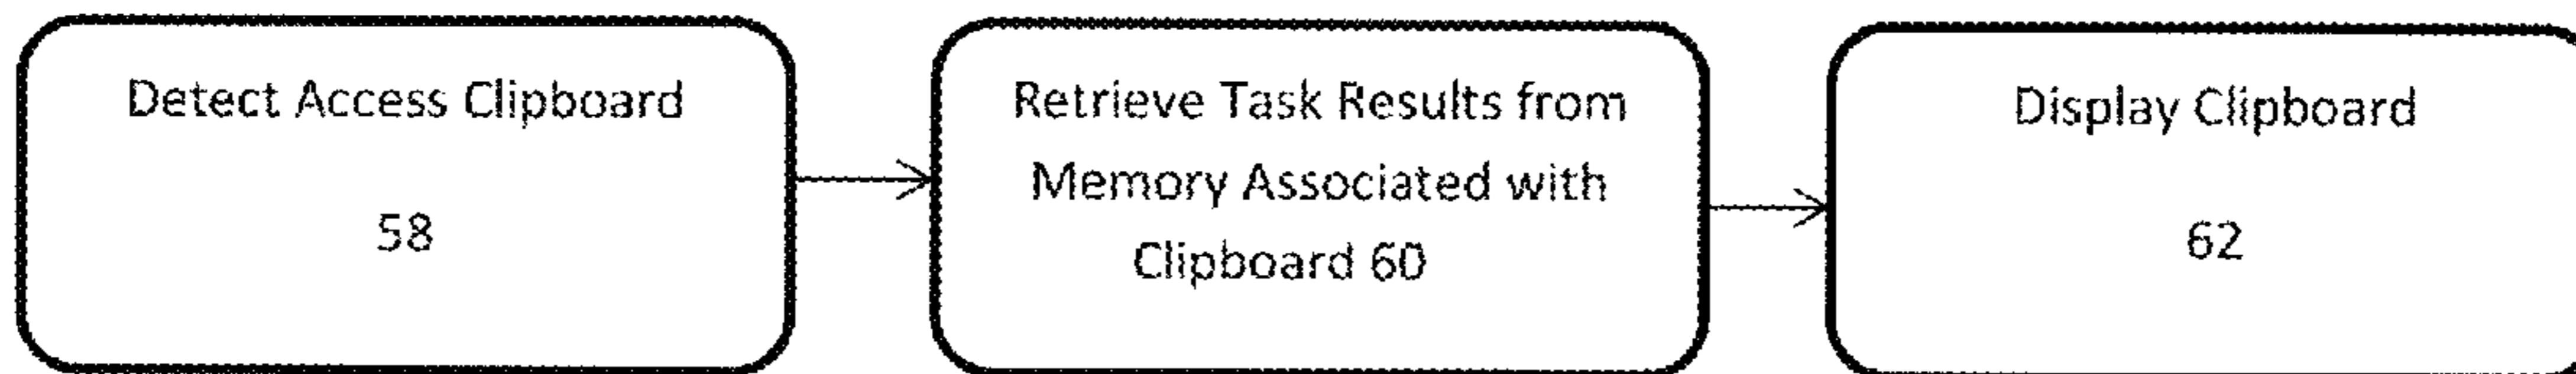 Detect Access Clipboard
58
Retrieve Task Results from
Memory Associated with
Clipboard 60
Display Clipboard
62